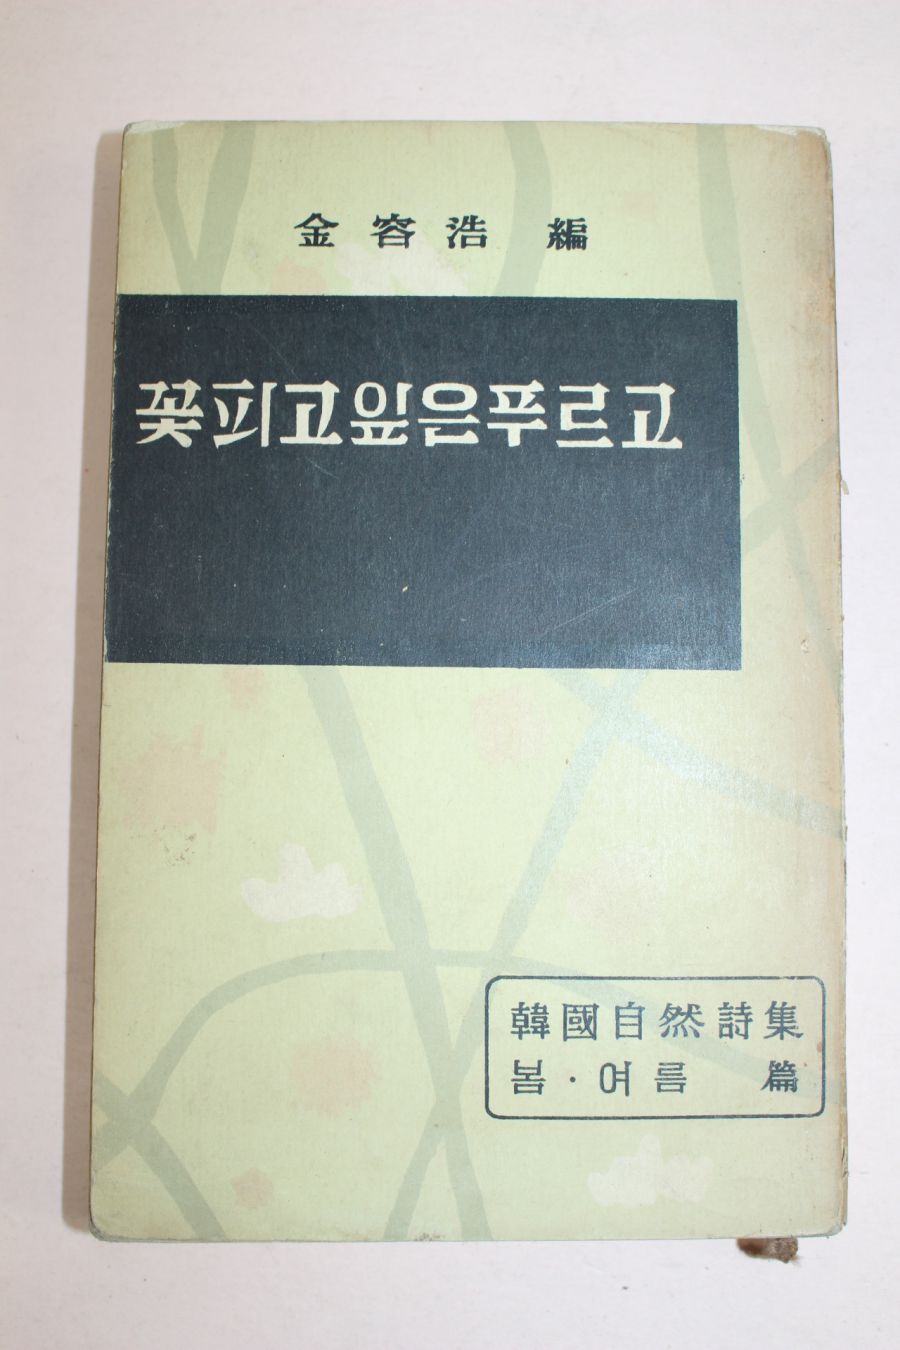 金容浩 編
꽃피고잎은푸르고
韓國自然詩集
봄·여름 篇